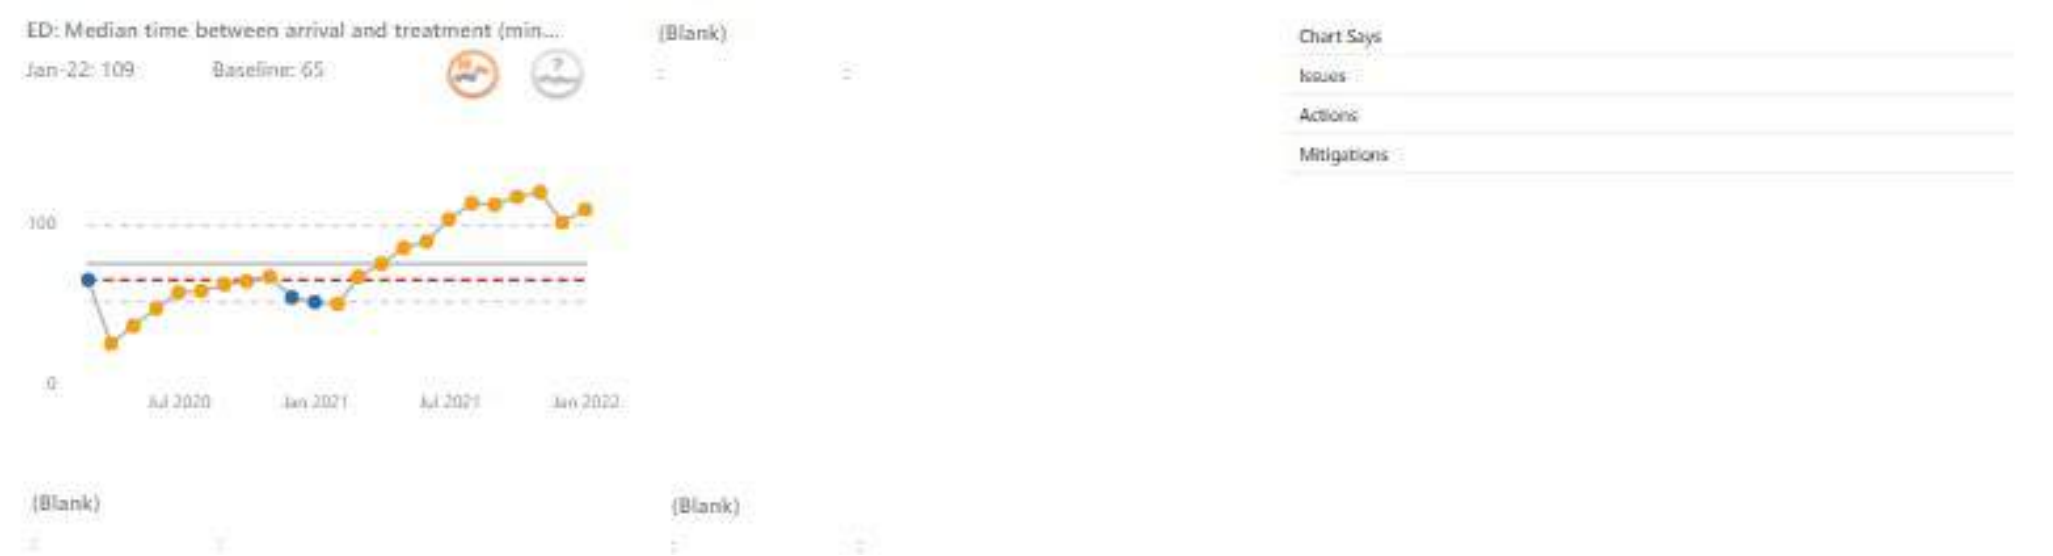 ED: Median time between arrival and treatment (min...
Jan-22: 109 Baseline: 65
?
100
0
Jul 2020 Jan 2021 Jul 2021 Jan 2022
(Blank)
: :
Chart Says
Issues
Actions
Mitigations
(Blank)
: :
(Blank)
: :